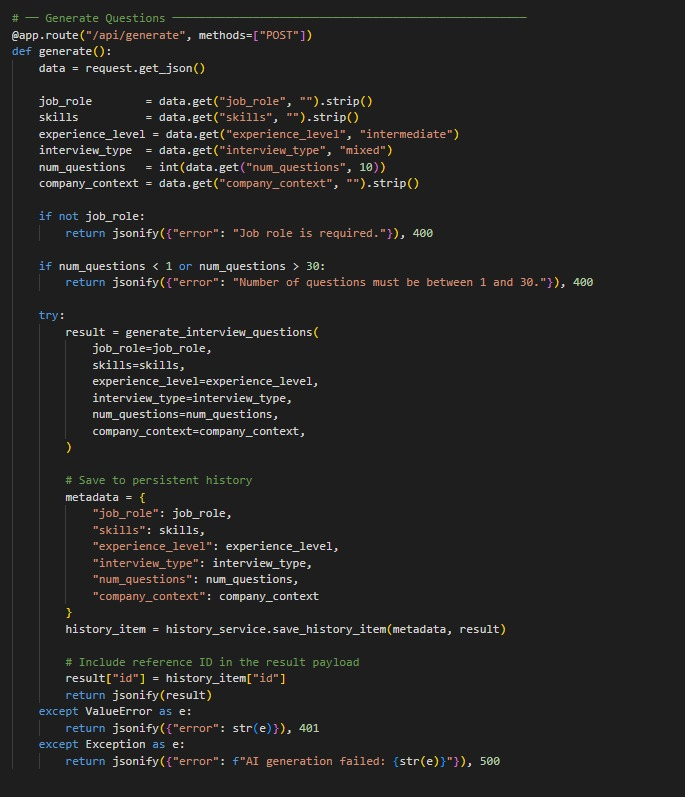 # ── Generate Questions ──────────────────────────────────────────────────────
@app.route("/api/generate", methods=["POST"])
def generate():
    data = request.get_json()

    job_role         = data.get("job_role", "").strip()
    skills           = data.get("skills", "").strip()
    experience_level = data.get("experience_level", "intermediate")
    interview_type   = data.get("interview_type", "mixed")
    num_questions    = int(data.get("num_questions", 10))
    company_context  = data.get("company_context", "").strip()

    if not job_role:
        return jsonify({"error": "Job role is required."}), 400

    if num_questions < 1 or num_questions > 30:
        return jsonify({"error": "Number of questions must be between 1 and 30."}), 400

    try:
        result = generate_interview_questions(
            job_role=job_role,
            skills=skills,
            experience_level=experience_level,
            interview_type=interview_type,
            num_questions=num_questions,
            company_context=company_context,
        )

        # Save to persistent history
        metadata = {
            "job_role": job_role,
            "skills": skills,
            "experience_level": experience_level,
            "interview_type": interview_type,
            "num_questions": num_questions,
            "company_context": company_context
        }
        history_item = history_service.save_history_item(metadata, result)

        # Include reference ID in the result payload
        result["id"] = history_item["id"]
        return jsonify(result)
    except ValueError as e:
        return jsonify({"error": str(e)}), 401
    except Exception as e:
        return jsonify({"error": f"AI generation failed: {str(e)}"}), 500